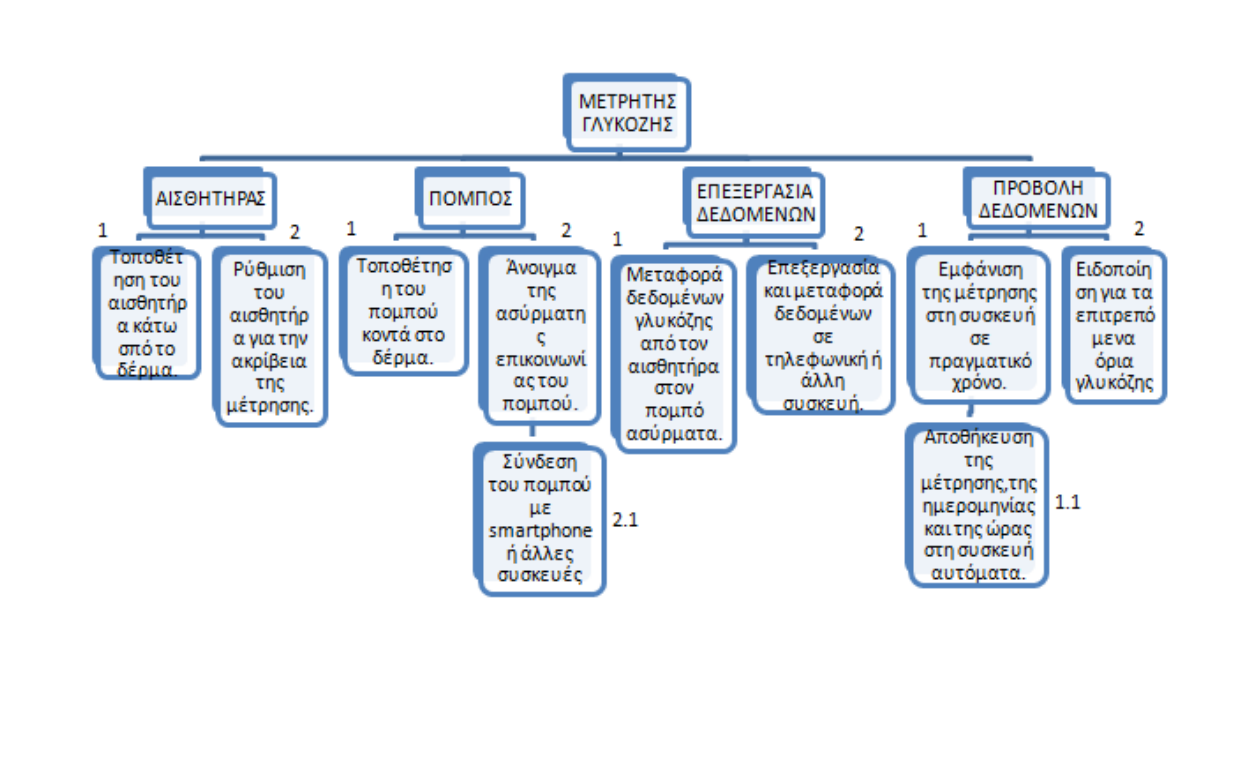 ΜΕΤΡΗΤΗΣ
ΓΛΥΚΟΖΗΣ
ΑΙΣΘΗΤΗΡΑΣ
1
Τοποθέτ
ηση του
αισθητήρ
α κάτω
σπό το
δέρμα.
2
Ρύθμιση
του
αισθητήρ
α για την
ακρίβεια
της
μέτρησης.
ΠΟΜΠΟΣ
1
Τοποθέτησ
η του
πομπού
κοντά στο
δέρμα.
2
Άνοιγμα
της
ασύρματη
ς
επικοινωνί
ας του
πομπού.
Σύνδεση
του πομπού
με
smartphone
ή άλλες
συσκευές
2.1
ΕΠΕΞΕΡΓΑΣΙΑ
ΔΕΔΟΜΕΝΩΝ
1
Μεταφορά
δεδομένων
γλυκόζης
από τον
αισθητήρα
στον
πομπό
ασύρματα.
2
Επεξεργασία
και μεταφορά
δεδομένων
σε
τηλεφωνική ή
άλλη
συσκευή.
ΠΡΟΒΟΛΗ
ΔΕΔΟΜΕΝΩΝ
1
Εμφάνιση
της μέτρησης
στη συσκευή
σε
πραγματικό
χρόνο.
Αποθήκευση
της
μέτρησης,της
ημερομηνίας
και της ώρας
στη συσκευή
αυτόματα.
1.1
2
Ειδοποίη
ση για τα
επιτρεπό
μενα
όρια
γλυκόζης